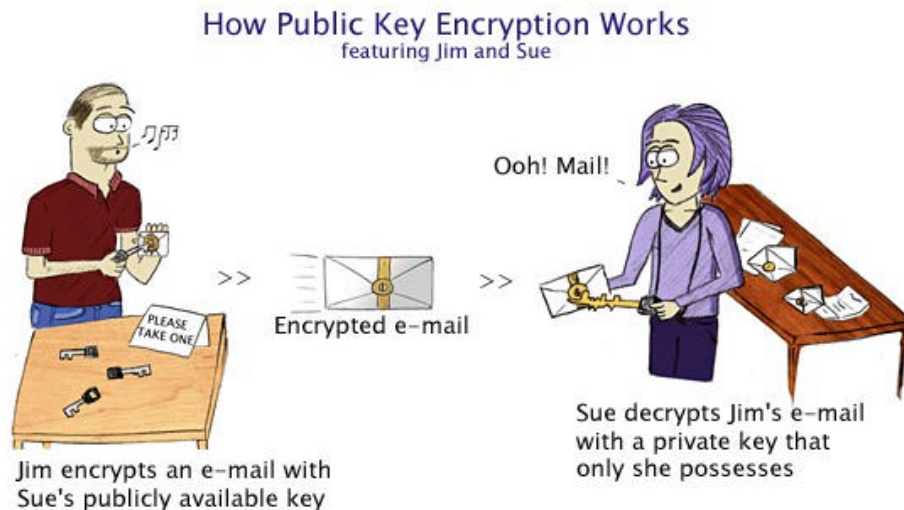 How Public Key Encryption Works
featuring Jim and Sue
Ooh! Mail!
PLEASE
TAKE ONE
>>
Encrypted e-mail
>>
Jim encrypts an e-mail with
Sue's publicly available key
Sue decrypts Jim's e-mail
with a private key that
only she possesses